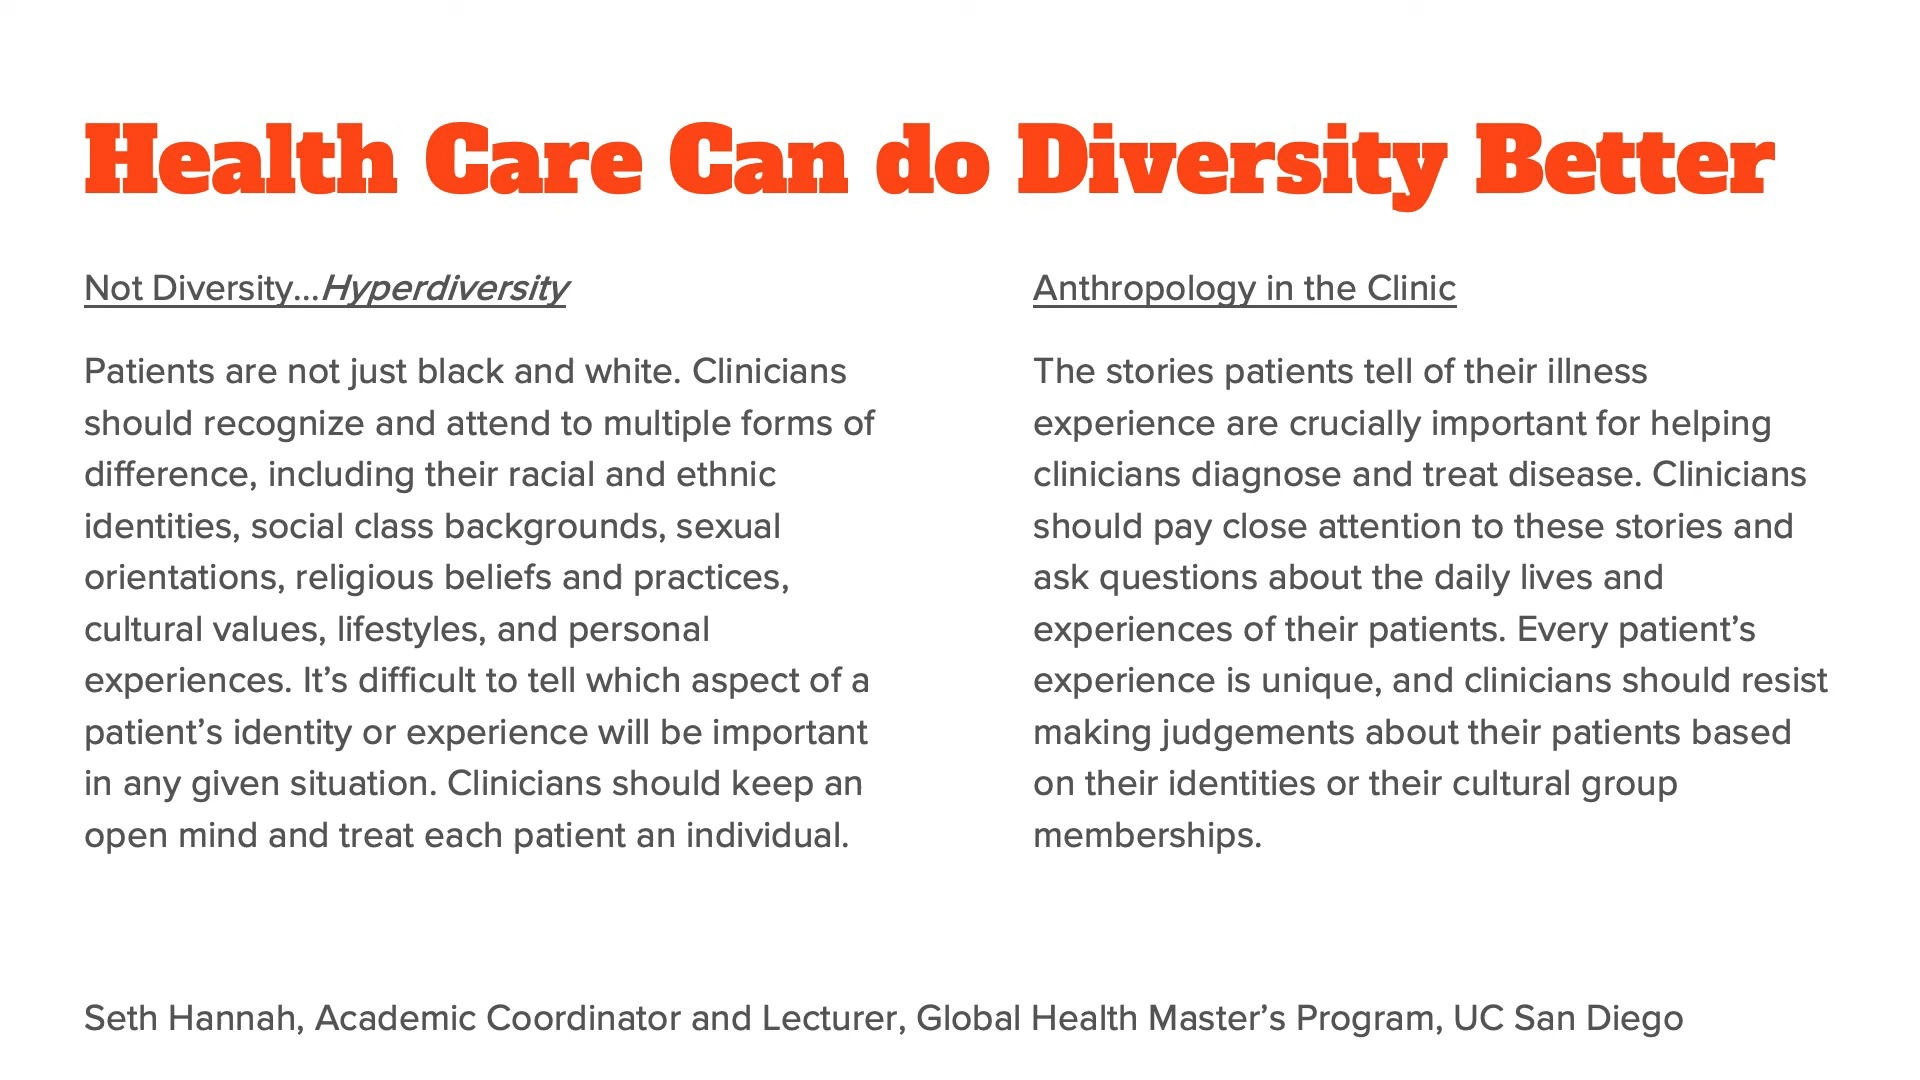 Health Care Can do Diversity Better
Not Diversity...Hyperdiversity
Patients are not just black and white. Clinicians
should recognize and attend to multiple forms of
difference, including their racial and ethnic
identities, social class backgrounds, sexual
orientations, religious beliefs and practices,
cultural values, lifestyles, and personal
experiences. It’s difficult to tell which aspect of a
patient’s identity or experience will be important
in any given situation. Clinicians should keep an
open mind and treat each patient an individual.
Anthropology in the Clinic
The stories patients tell of their illness
experience are crucially important for helping
clinicians diagnose and treat disease. Clinicians
should pay close attention to these stories and
ask questions about the daily lives and
experiences of their patients. Every patient’s
experience is unique, and clinicians should resist
making judgements about their patients based
on their identities or their cultural group
memberships.
Seth Hannah, Academic Coordinator and Lecturer, Global Health Master’s Program, UC San Diego